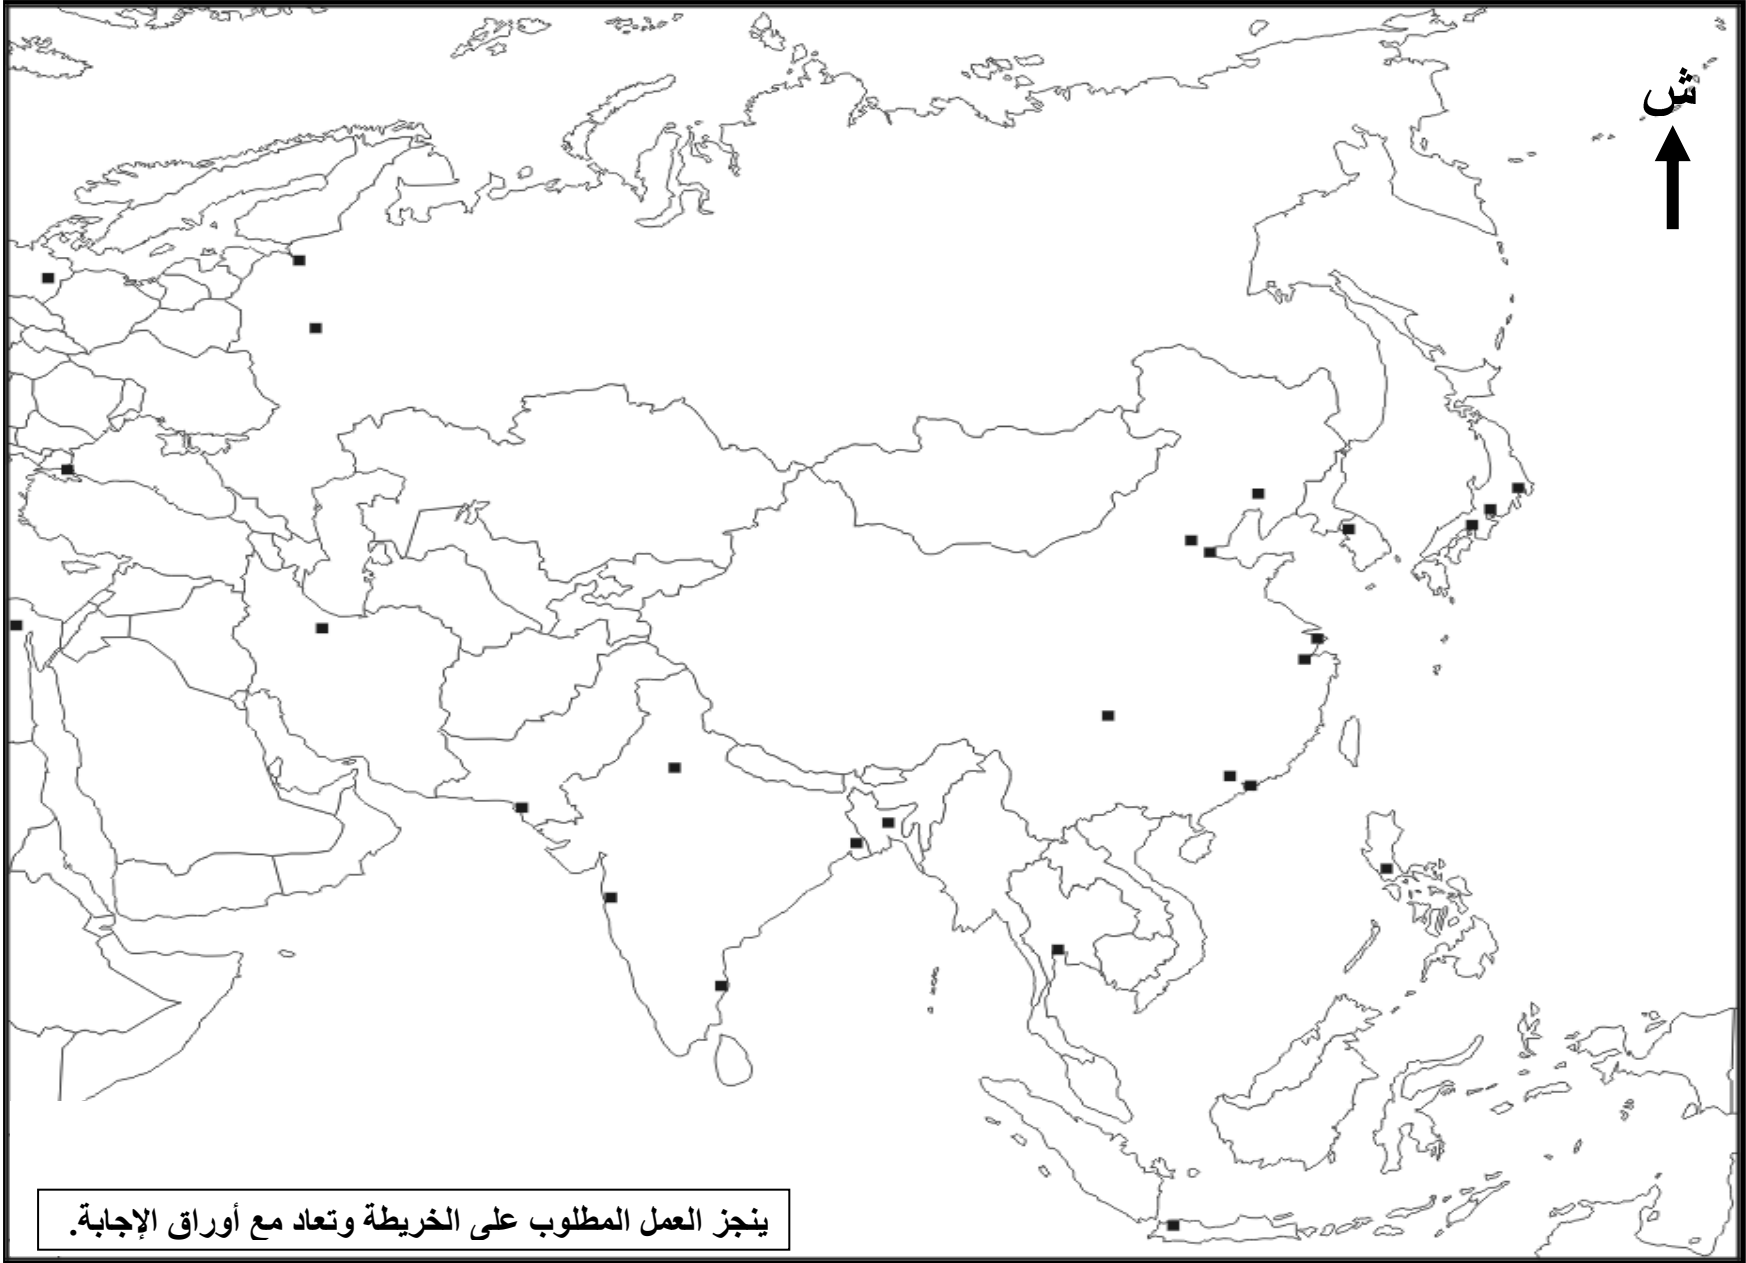 ش
ينجز العمل المطلوب على الخريطة وتعاد مع أوراق الإجابة.